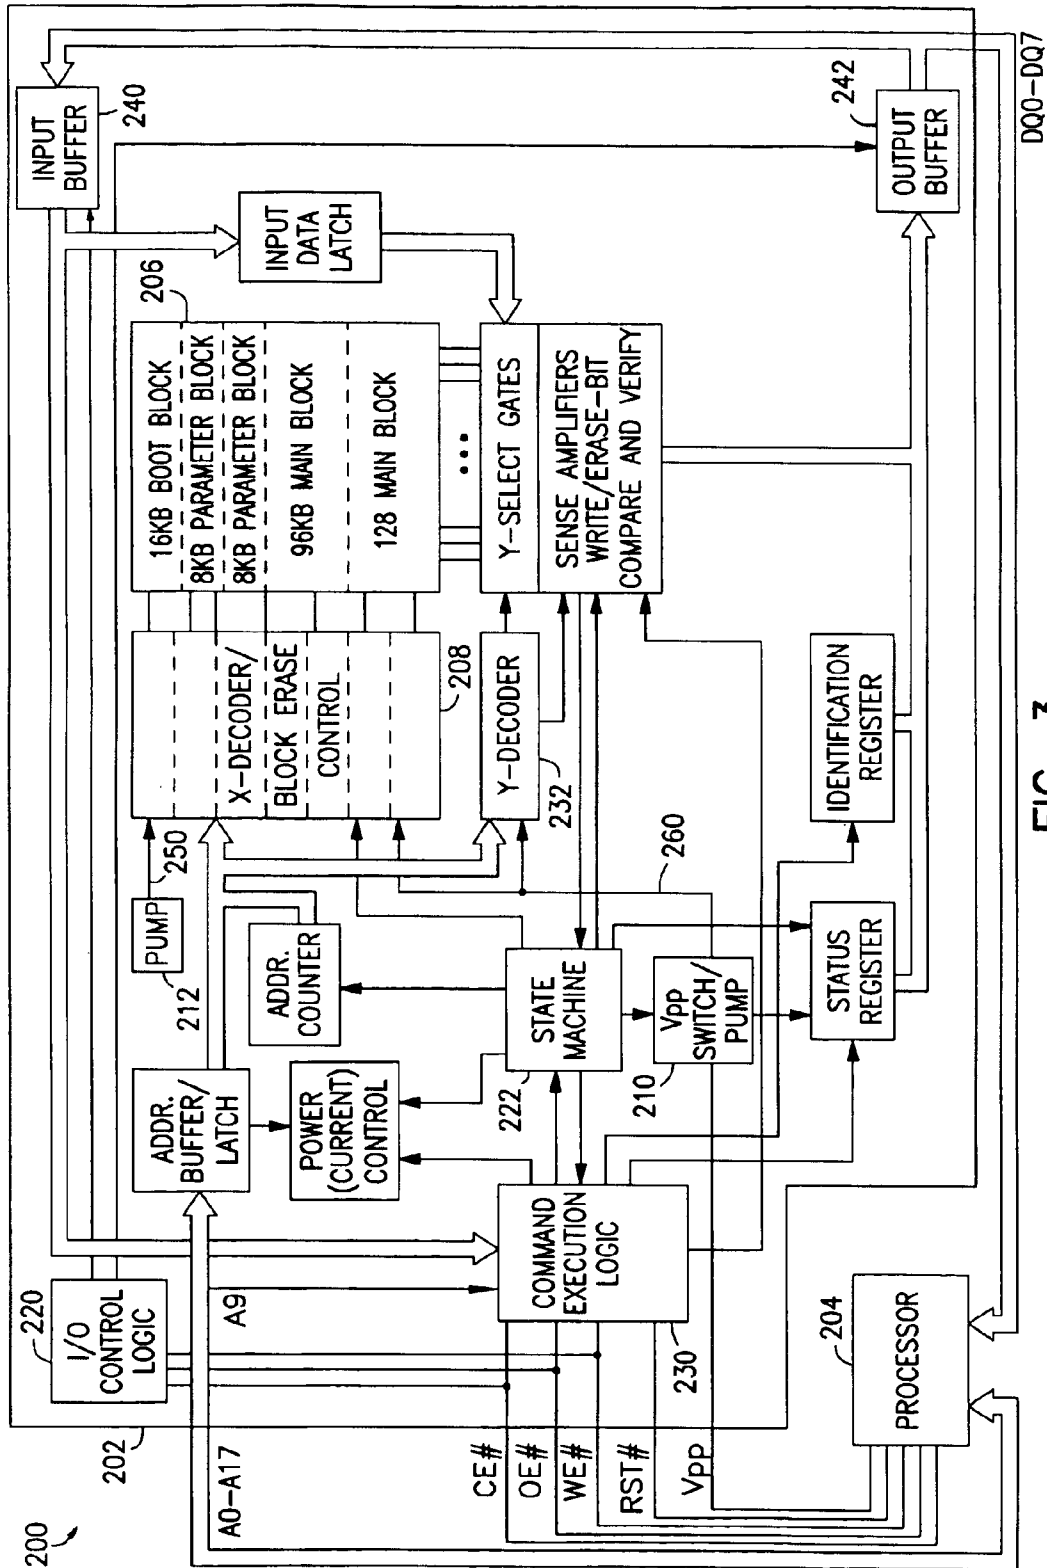 200
202
A0-A17
220
I/O
CONTROL
LOGIC
A9
INPUT
BUFFER
240
ADDR.
BUFFER/
LATCH
212
PUMP
250
X-DECODER/
BLOCK ERASE
CONTROL
208
16KB BOOT BLOCK
8KB PARAMETER BLOCK
8KB PARAMETER BLOCK
96KB MAIN BLOCK
128 MAIN BLOCK
206
INPUT
DATA
LATCH
POWER
(CURRENT)
CONTROL
ADDR.
COUNTER
CE#
OE#
WE#
RST#
Vpp
COMMAND
EXECUTION
LOGIC
230
STATE
MACHINE
222
Vpp
SWITCH/
PUMP
210
Y-DECODER
232
260
Y-SELECT GATES
SENSE AMPLIFIERS
WRITE/ERASE-BIT
COMPARE AND VERIFY
STATUS
REGISTER
IDENTIFICATION
REGISTER
OUTPUT
BUFFER
242
204
PROCESSOR
DQ0-DQ7